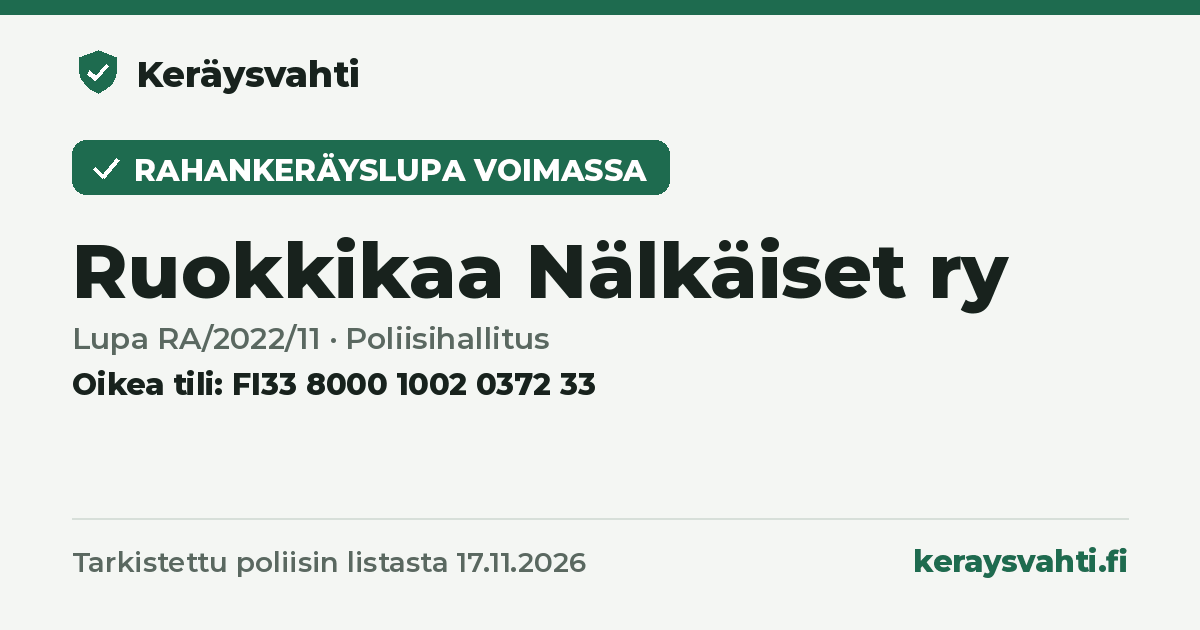 Keräysvahti
RAHANKERÄYSLUPA VOIMASSA
Ruokkikaa Nälkäiset ry
Lupa RA/2022/11 · Poliisihallitus
Oikea tili: FI33 8000 1002 0372 33
Tarkistettu poliisin listasta 17.11.2026
keraysvahti.fi